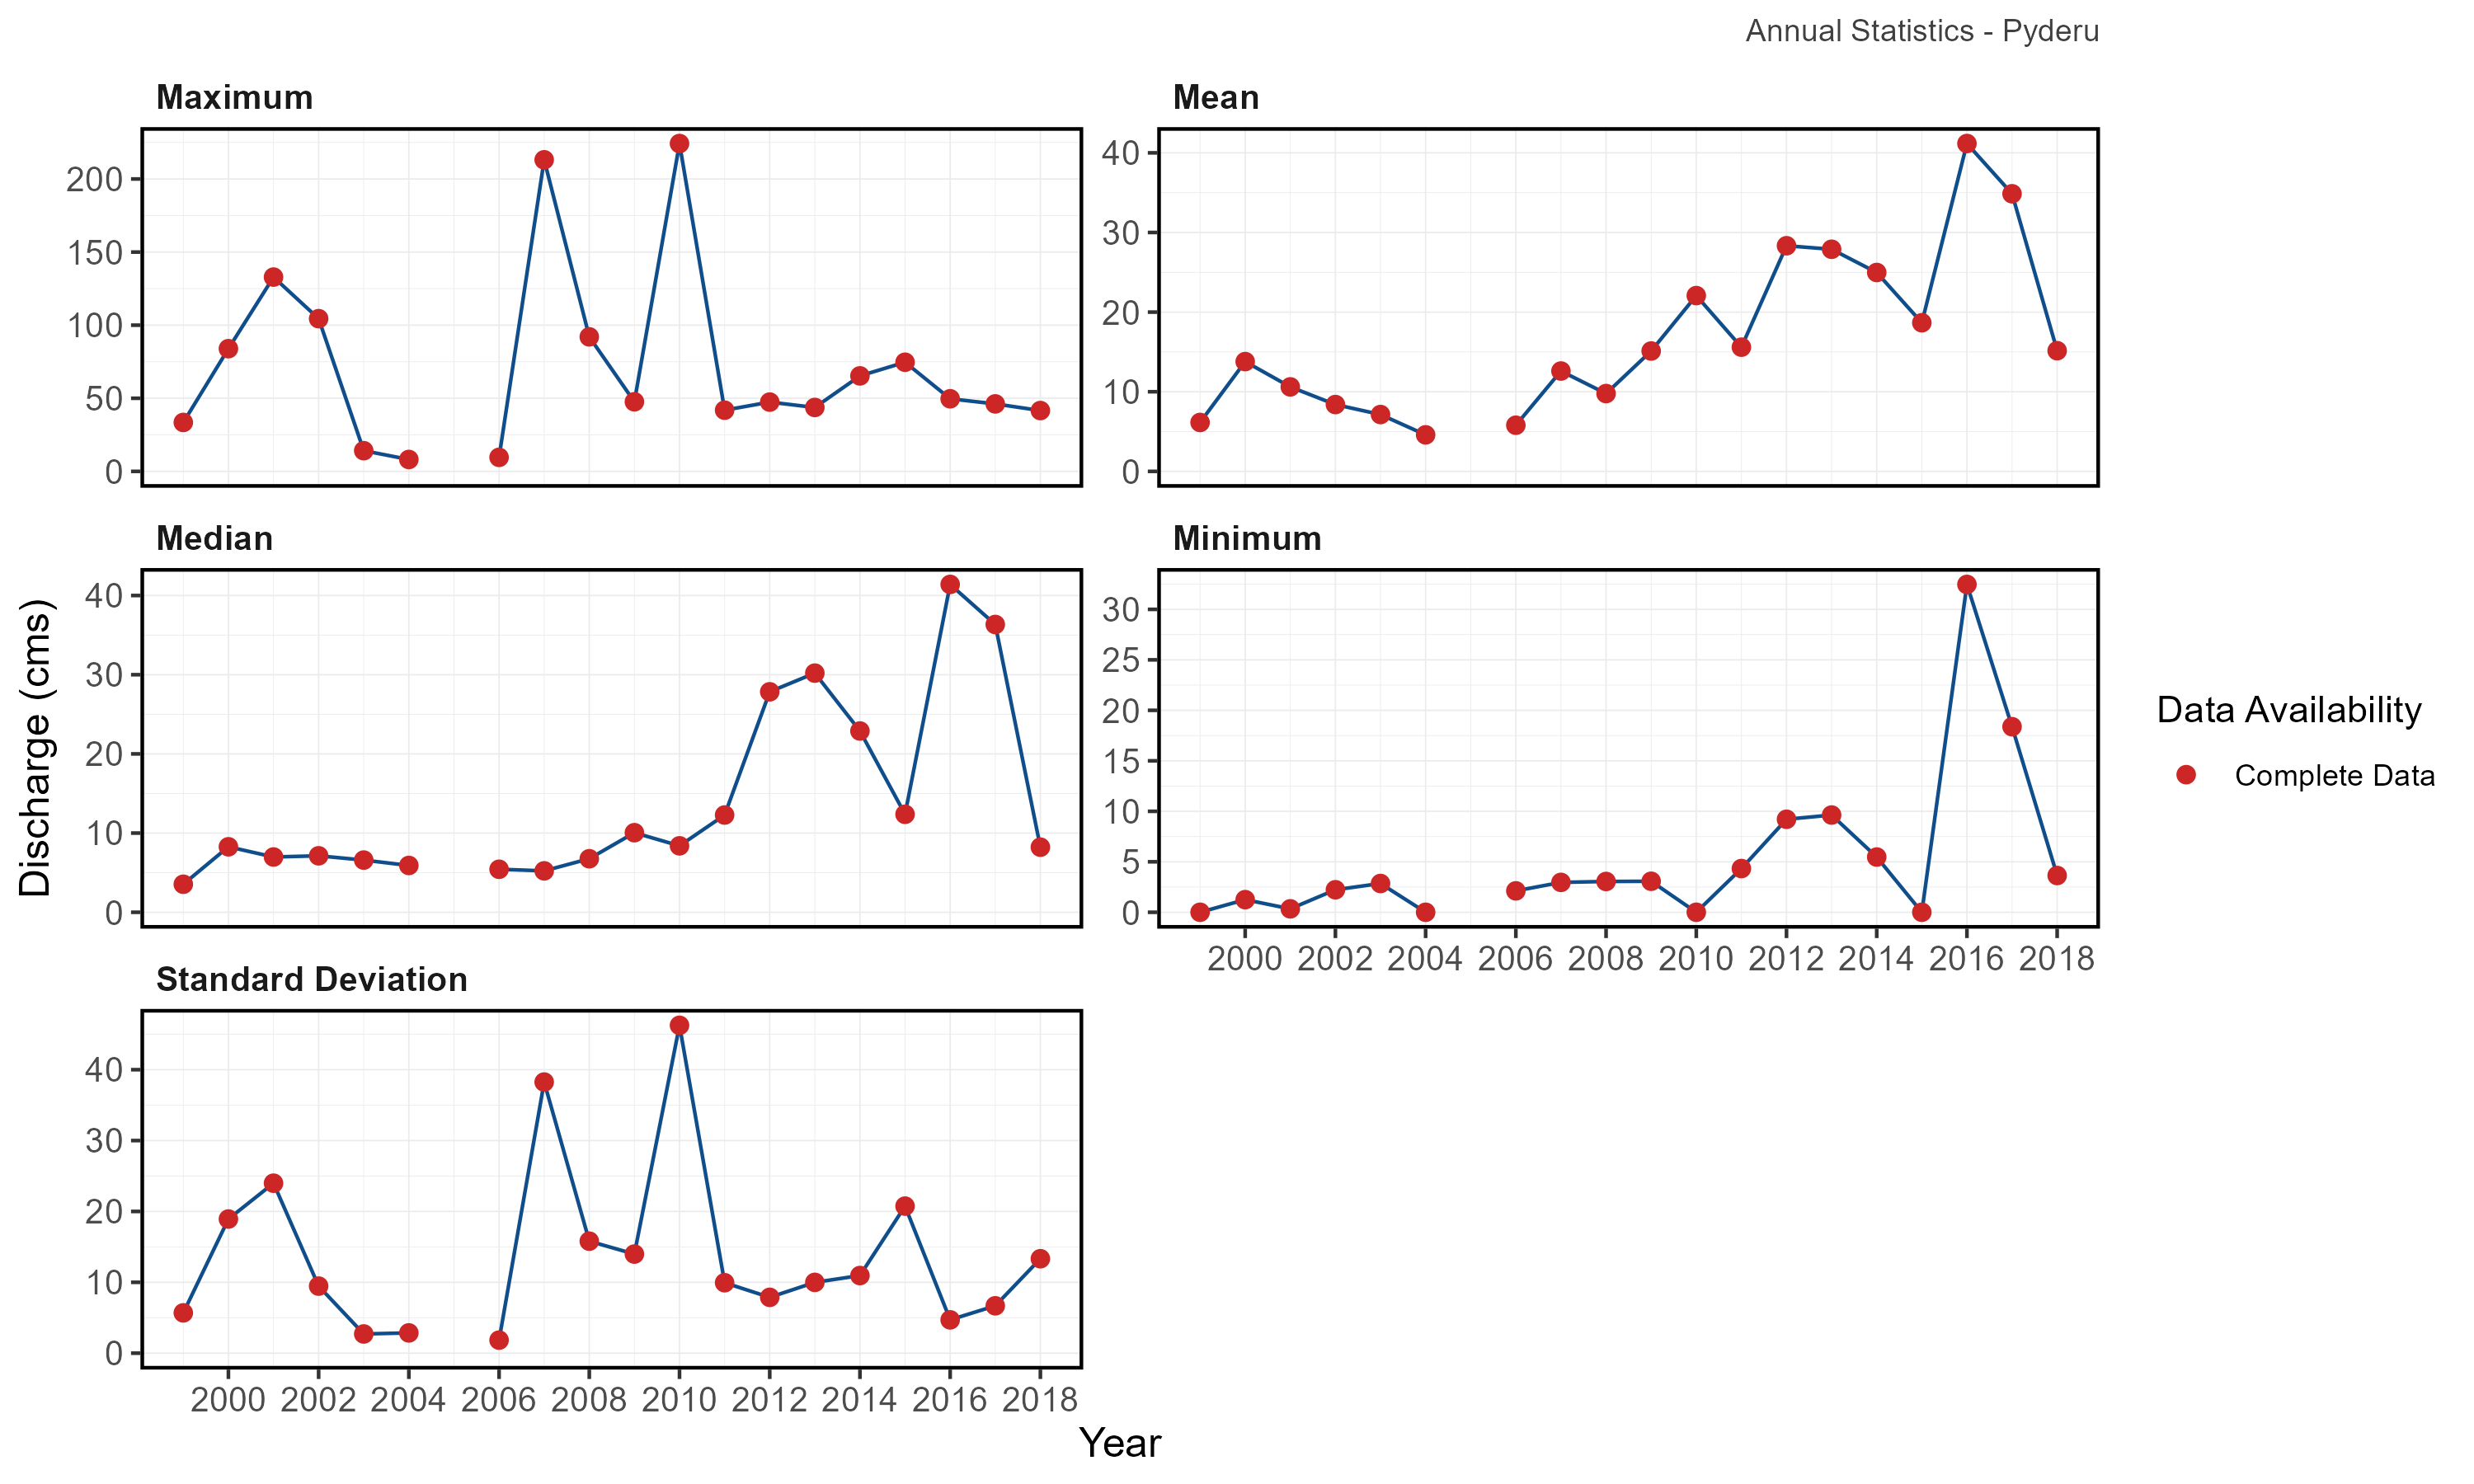 Annual Statistics - Pyderu
Maximum
200
150
100
50
0
Mean
40
30
20
10
0
Discharge (cms)
Median
40
30
20
10
0
Minimum
30
25
20
15
10
5
0
2000 2002 2004 2006 2008 2010 2012 2014 2016 2018
Standard Deviation
40
30
20
10
0
2000 2002 2004 2006 2008 2010 2012 2014 2016 2018
Year
Data Availability
Complete Data